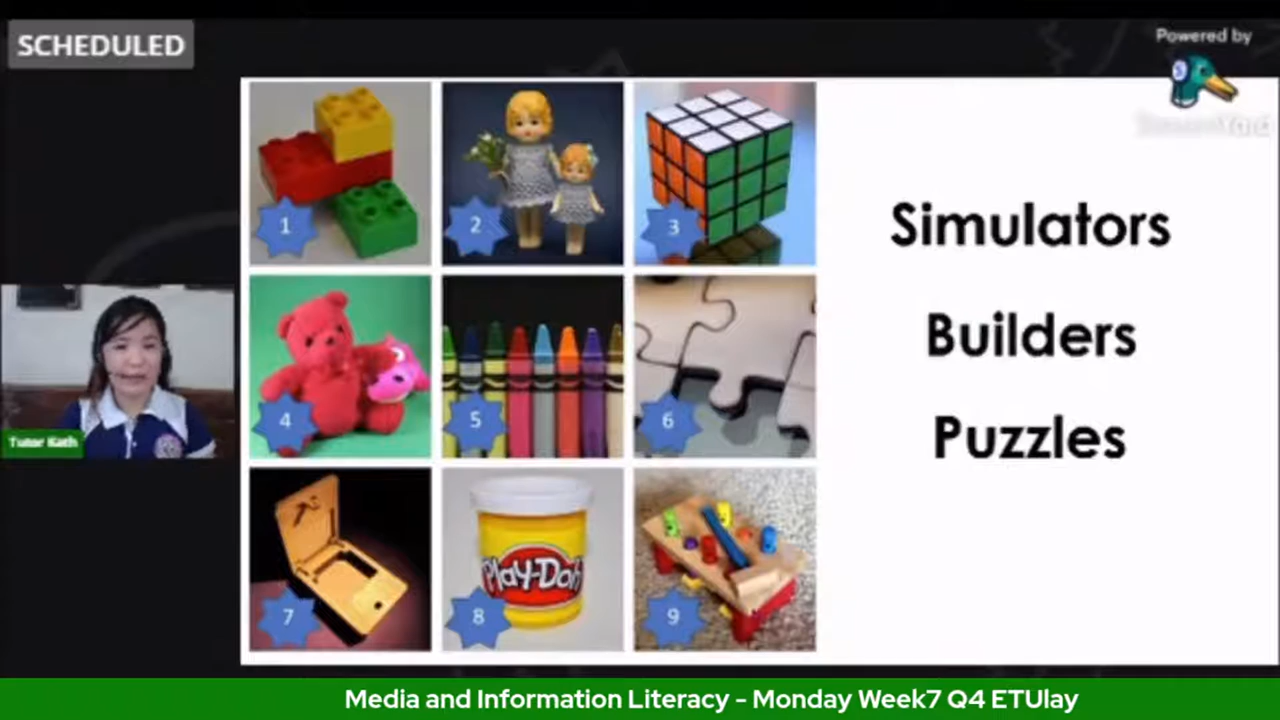 SCHEDULED
Powered by
StreamYard
1
2
3
4
5
6
7
8
9
Play-Doh
Simulators
Builders
Puzzles
Tutor Kath
Media and Information Literacy - Monday Week7 Q4 ETUlay